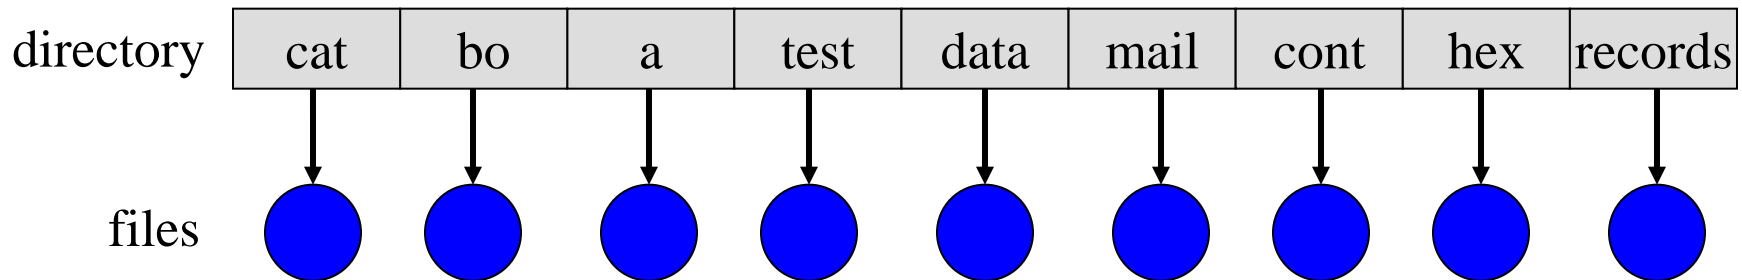 directory cat bo a test data mail cont hex records
files